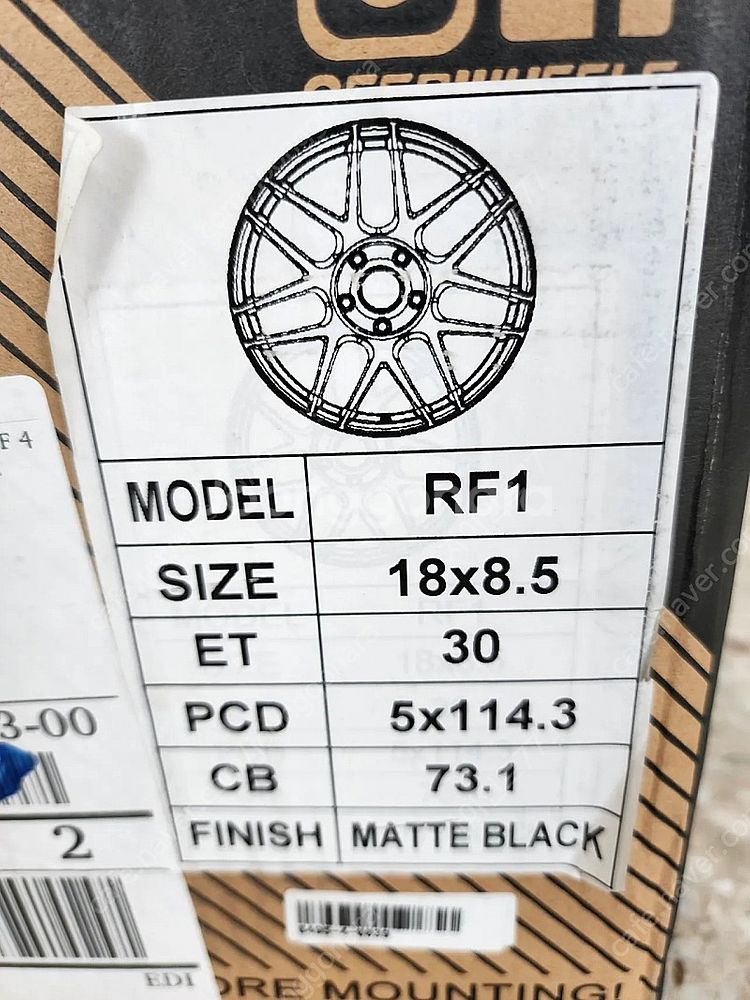 MODEL RF1
SIZE 18x8.5
ET 30
PCD 5x114.3
CB 73.1
FINISH MATTE BLACK
F 4
3-00
2
EDI
ORE MOUNTING!